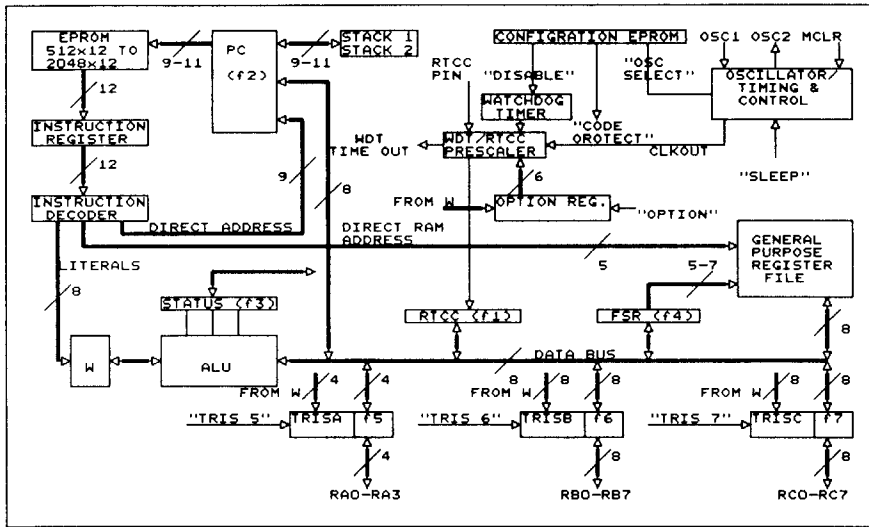 EPROM
512x12 TO
2048x12
9-11
PC
(f2)
9-11
STACK 1
STACK 2
CONFIGRATION EPROM
OSC1 OSC2 MCLR
RTCC
PIN
"DISABLE"
"OSC
SELECT"
OSCILLATOR
TIMING &
CONTROL
12
WATCHDOG
TIMER
INSTRUCTION
REGISTER
WDT
TIME OUT
WDT/RTCC
PRESCALER
"CODE
OROTECT"
CLKOUT
12
9
8
6
"SLEEP"
INSTRUCTION
DECODER
FROM W
OPTION REG.
"OPTION"
DIRECT ADDRESS
DIRECT RAM
ADDRESS
5
GENERAL
PURPOSE
REGISTER
FILE
LITERALS
8
5-7
STATUS (f3)
RTCC (f1)
FSR (f4)
8
W
ALU
DATA BUS
8
FROM W
4
4
FROM W
8
8
FROM W
8
8
"TRIS 5"
TRISA
f5
"TRIS 6"
TRISB
f6
"TRIS 7"
TRISC
f7
4
8
8
RA0-RA3
RB0-RB7
RC0-RC7